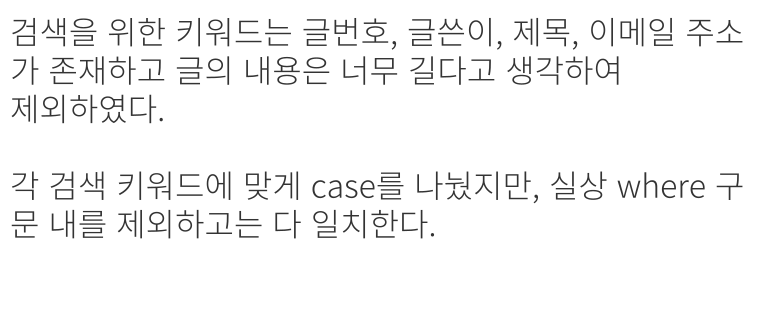 검색을 위한 키워드는 글번호, 글쓴이, 제목, 이메일 주소
가 존재하고 글의 내용은 너무 길다고 생각하여
제외하였다.
각 검색 키워드에 맞게 case를 나눴지만, 실상 where 구
문 내를 제외하고는 다 일치한다.